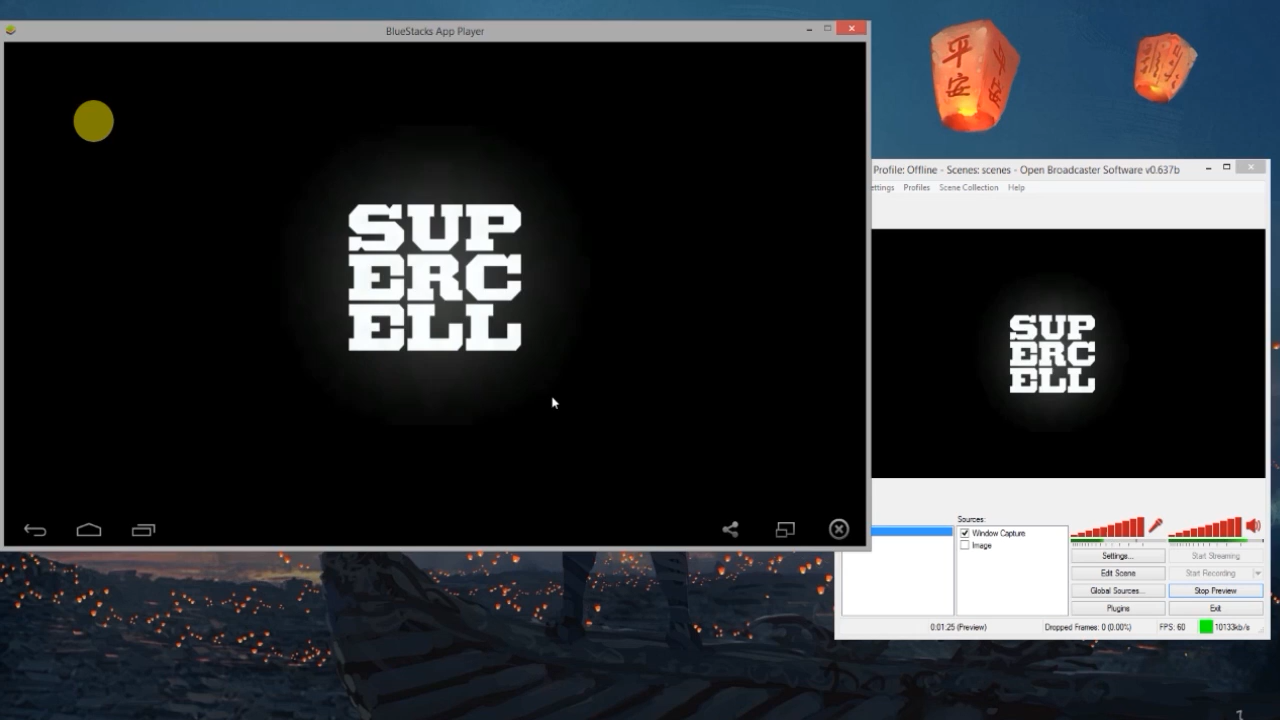 BlueStacks App Player
SUP
ERC
ELL
平
安
平
安
Profile: Offline - Scenes: scenes - Open Broadcaster Software v0.637b
ettings Profiles Scene Collection Help
SUP
ERC
ELL
Sources:
Window Capture
Image
Settings...
Start Streaming
Edit Scene
Start Recording
Global Sources...
Stop Preview
Plugins
Exit
0:01:25 (Preview)
Dropped Frames: 0 (0.00%)
FPS: 60
10133kb/s